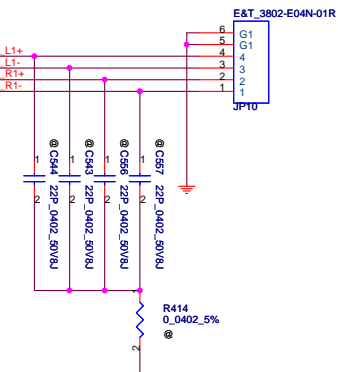 E&T_3802-E04N-01R
6 G1
5 G1
L1+ 4 4
L1- 3 3
R1+ 2 2
R1- 1 1
JP10
1 2 @C544 22P_0402_50V8J
1 2 @C543 22P_0402_50V8J
1 2 @C556 22P_0402_50V8J
1 2 @C557 22P_0402_50V8J
R414
0_0402_5%
@
2